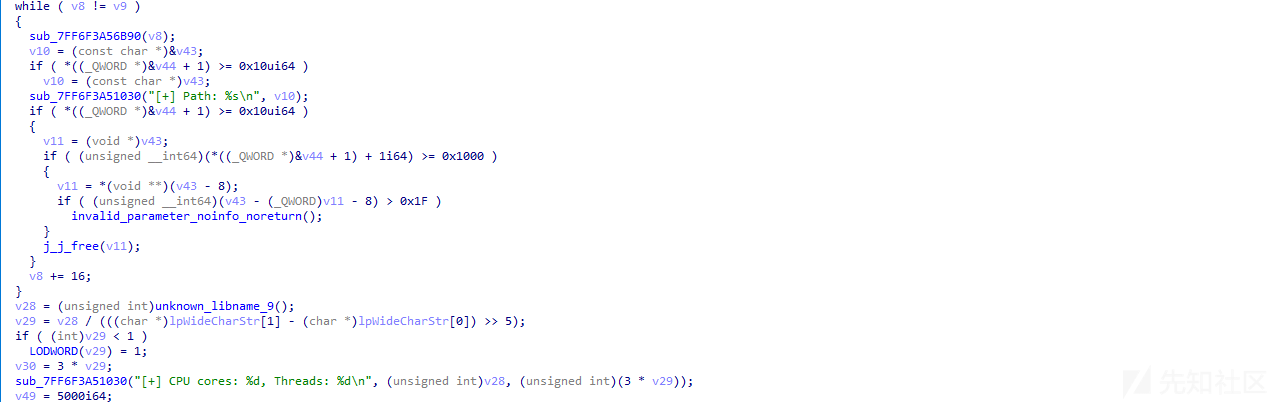 while ( v8 != v9 )
{
  sub_7FF6F3A56B90(v8);
  v10 = (const char *)&v43;
  if ( *((_QWORD *)&v44 + 1) >= 0x10ui64 )
    v10 = (const char *)v43;
  sub_7FF6F3A51030("[+] Path: %s\n", v10);
  if ( *((_QWORD *)&v44 + 1) >= 0x10ui64 )
  {
    v11 = (void *)v43;
    if ( (unsigned __int64)(*((_QWORD *)&v44 + 1) + 1i64) >= 0x1000 )
    {
      v11 = *(void **)(v43 - 8);
      if ( (unsigned __int64)(v43 - (_QWORD)v11 - 8) > 0x1F )
        invalid_parameter_noinfo_noreturn();
    }
    j_j_free(v11);
  }
  v8 += 16;
}
v28 = (unsigned int)unknown_libname_9();
v29 = v28 / (((char *)lpWideCharStr[1] - (char *)lpWideCharStr[0]) >> 5);
if ( (int)v29 < 1 )
  LODWORD(v29) = 1;
v30 = 3 * v29;
sub_7FF6F3A51030("[+] CPU cores: %d, Threads: %d\n", (unsigned int)v28, (unsigned int)(3 * v29));
v49 = 5000i64;
先知社区